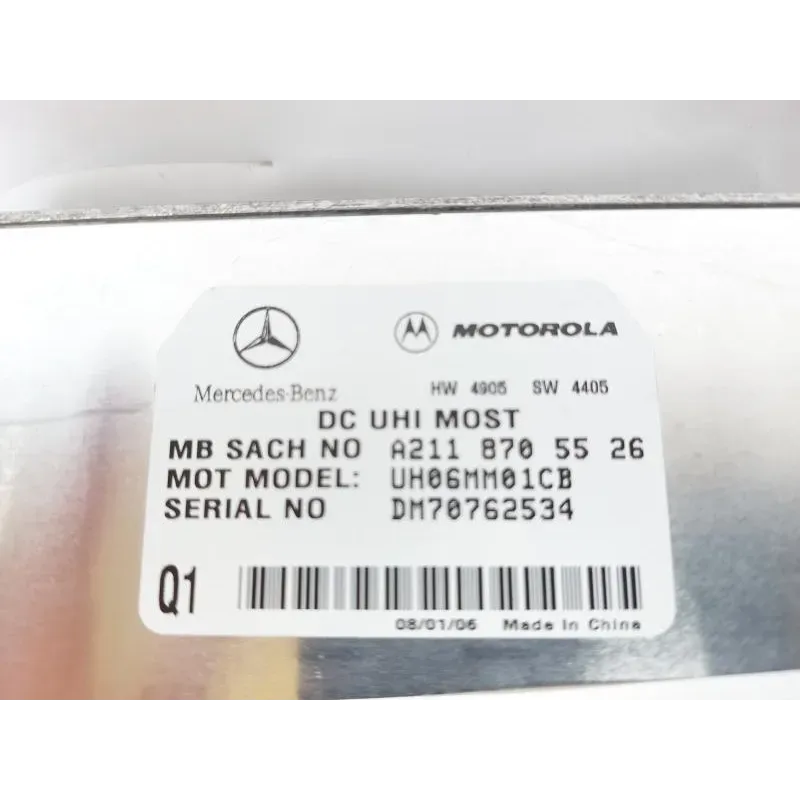 MOTOROLA
Mercedes-Benz HW 4905 SW 4405
DC UHI MOST
MB SACH NO A211 870 55 26
MOT MODEL: UH06MM01CB
SERIAL NO DM70762534
Q1
08/01/06 Made In China